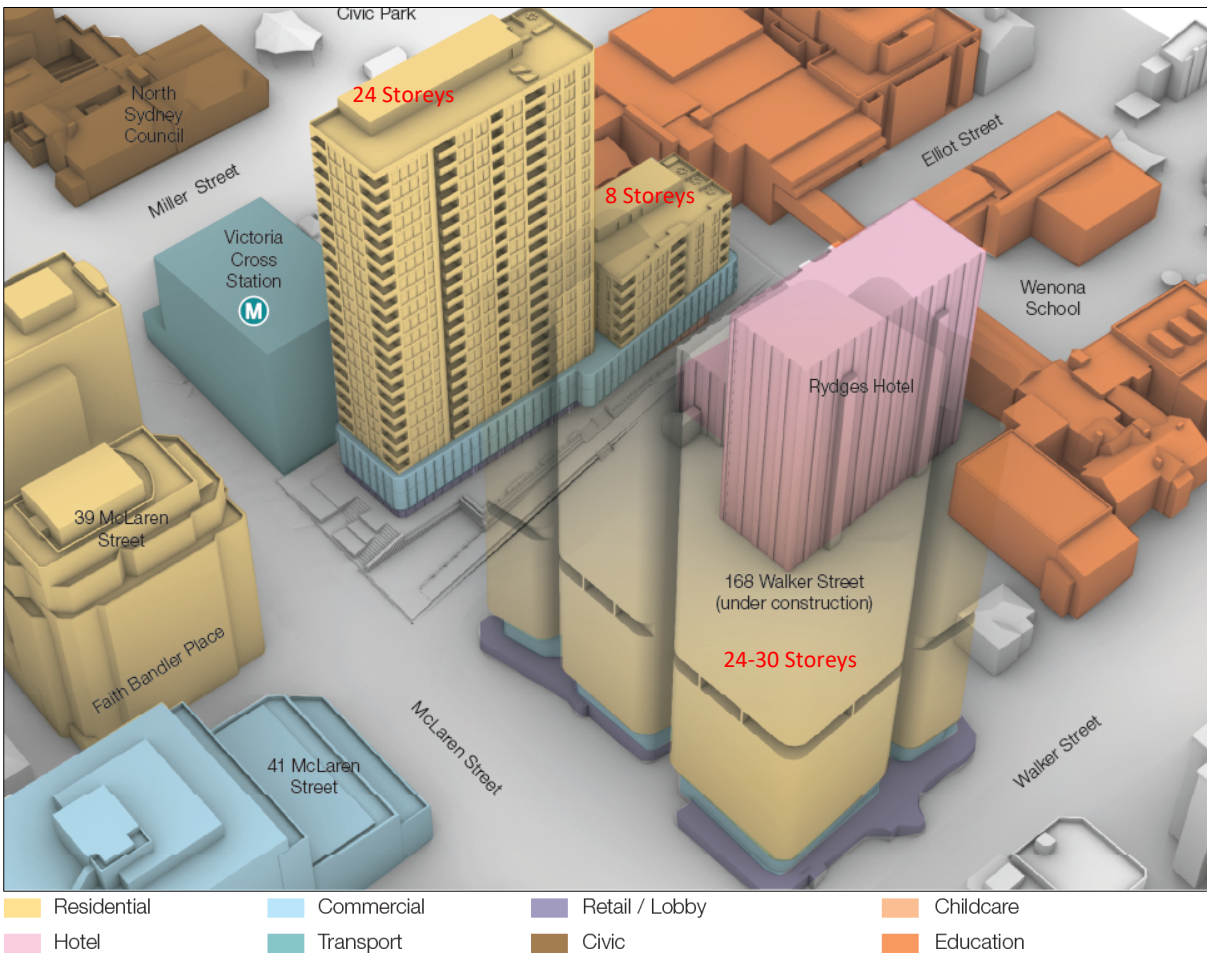 Civic Park
24 Storeys
North
Sydney
Council
Elliot Street
Miller Street
8 Storeys
Victoria
Cross
Station
M
Wenona
School
Rydges Hotel
39 McLaren
Street
168 Walker Street
(under construction)
24-30 Storeys
Faith Bandler Place
McLaren Street
Walker Street
41 McLaren
Street
Residential
Commercial
Retail / Lobby
Childcare
Hotel
Transport
Civic
Education